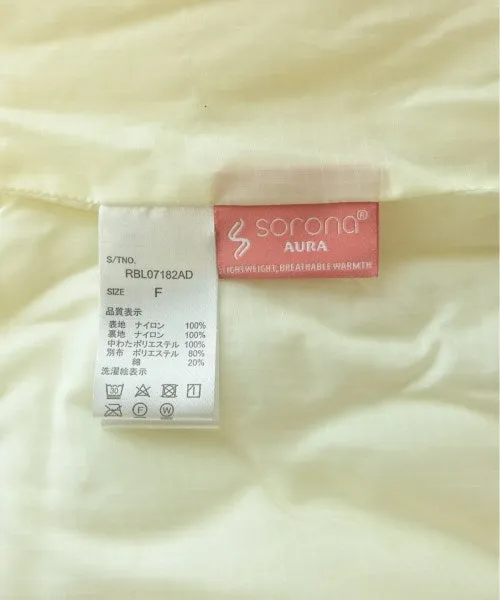 S/TNO.
RBL07182AD
SIZE F
品質表示
表地 ナイロン 100%
裏地 ナイロン 100%
中わた ポリエステル 100%
別布 ポリエステル 80%
綿 20%
洗濯絵表示
30
F W
sorona®
AURA
LIGHTWEIGHT, BREATHABLE WARMTH